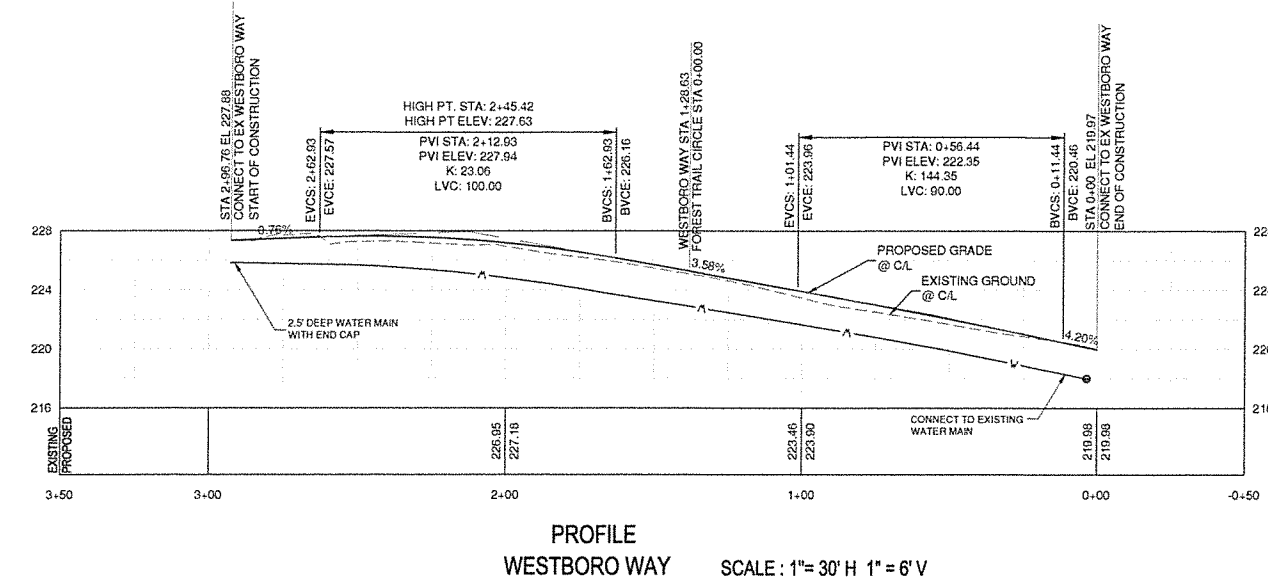 STA 2+96.76 EL 227.88
CONNECT TO EX WESTBORO WAY
START OF CONSTRUCTION
HIGH PT. STA: 2+45.42
HIGH PT ELEV: 227.63
PVI STA: 2+12.93
PVI ELEV: 227.94
K: 23.06
LVC: 100.00
EVCS: 2+62.93
EVCE: 227.57
BVCS: 1+62.93
BVCE: 226.16
WESTBORO WAY STA 1+28.63
FOREST TRAIL CIRCLE STA 0+00.00
EVCS: 1+01.44
EVCE: 223.96
PVI STA: 0+56.44
PVI ELEV: 222.35
K: 144.35
LVC: 90.00
BVCS: 0+11.44
BVCE: 220.46
STA 0+00 EL 219.97
CONNECT TO EX WESTBORO WAY
END OF CONSTRUCTION
228
0.76%
3.58%
PROPOSED GRADE
@ C/L
EXISTING GROUND
@ C/L
224
2.5' DEEP WATER MAIN
WITH END CAP
4.20%
220
216
CONNECT TO EXISTING
WATER MAIN
EXISTING
PROPOSED
226.95
227.18
223.46
223.90
219.98
219.98
3+50
3+00
2+00
1+00
0+00
-0+50
PROFILE
WESTBORO WAY SCALE : 1"= 30' H 1" = 6' V